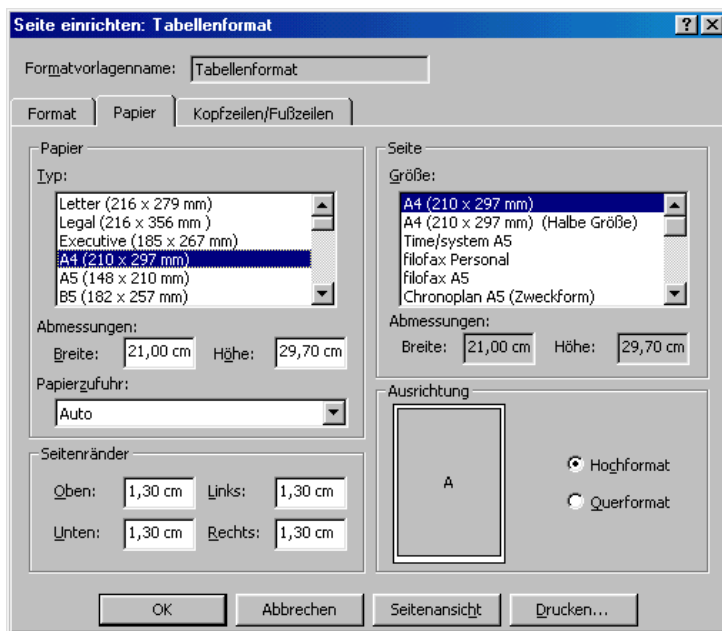 Seite einrichten: Tabellenformat
Formatvorlagenname: Tabellenformat
Format Papier Kopfzeilen/Fußzeilen
Papier
Typ:
Letter (216 x 279 mm)
Legal (216 x 356 mm )
Executive (185 x 267 mm)
A4 (210 x 297 mm)
A5 (148 x 210 mm)
B5 (182 x 257 mm)
Abmessungen:
Breite: 21,00 cm Höhe: 29,70 cm
Papierzufuhr:
Auto
Seitenränder
Oben: 1,30 cm Links: 1,30 cm
Unten: 1,30 cm Rechts: 1,30 cm
Seite
Größe:
A4 (210 x 297 mm)
A4 (210 x 297 mm) (Halbe Größe)
Time/system A5
filofax Personal
filofax A5
Chronoplan A5 (Zweckform)
Abmessungen:
Breite: 21,00 cm Höhe: 29,70 cm
Ausrichtung
A
Hochformat
Querformat
OK Abbrechen Seitenansicht Drucken...